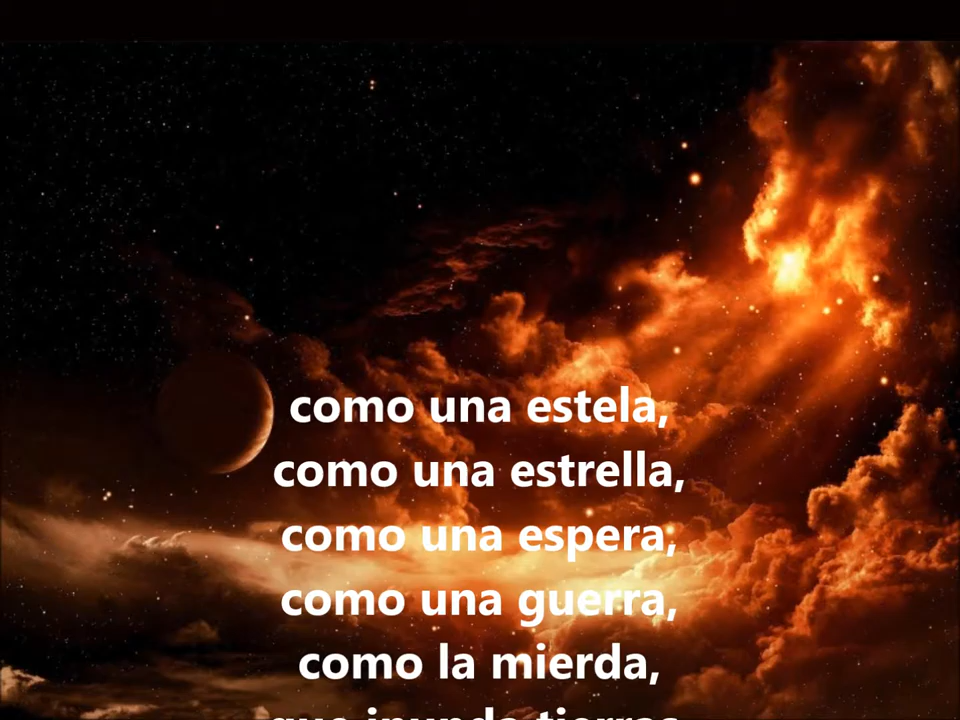 como una estela,
como una estrella,
como una espera,
como una guerra,
como la mierda,
que inunda tierras